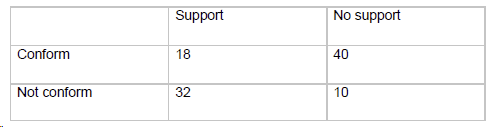 Support No support
Conform 18 40
Not conform 32 10